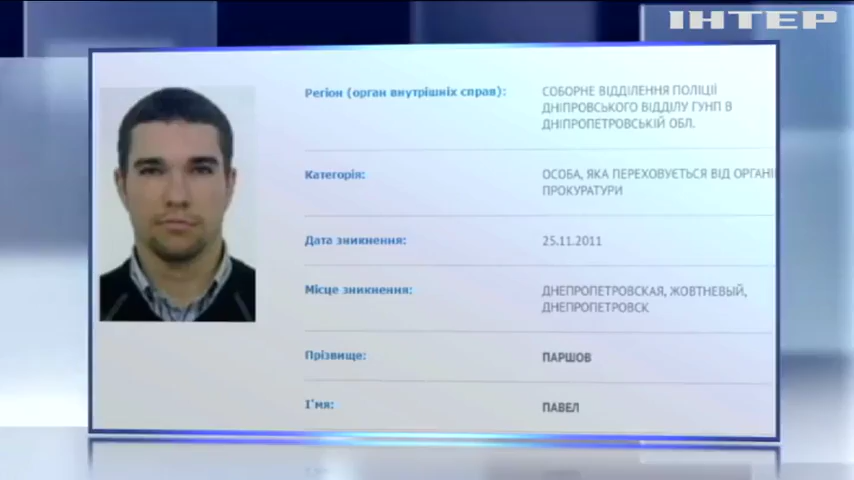 ІНТЕР
Регіон (орган внутрішніх справ):
СОБОРНЕ ВІДДІЛЕННЯ ПОЛІЦІЇ
ДНІПРОВСЬКОГО ВІДДІЛУ ГУНП В
ДНІПРОПЕТРОВСЬКІЙ ОБЛ.
Категорія:
ОСОБА, ЯКА ПЕРЕХОВУЄТЬСЯ ВІД ОРГАНІ
ПРОКУРАТУРИ
Дата зникнення:
25.11.2011
Місце зникнення:
ДНЕПРОПЕТРОВСКАЯ, ЖОВТНЕВЫЙ,
ДНЕПРОПЕТРОВСК
Прізвище:
ПАРШОВ
І'мя:
ПАВЕЛ